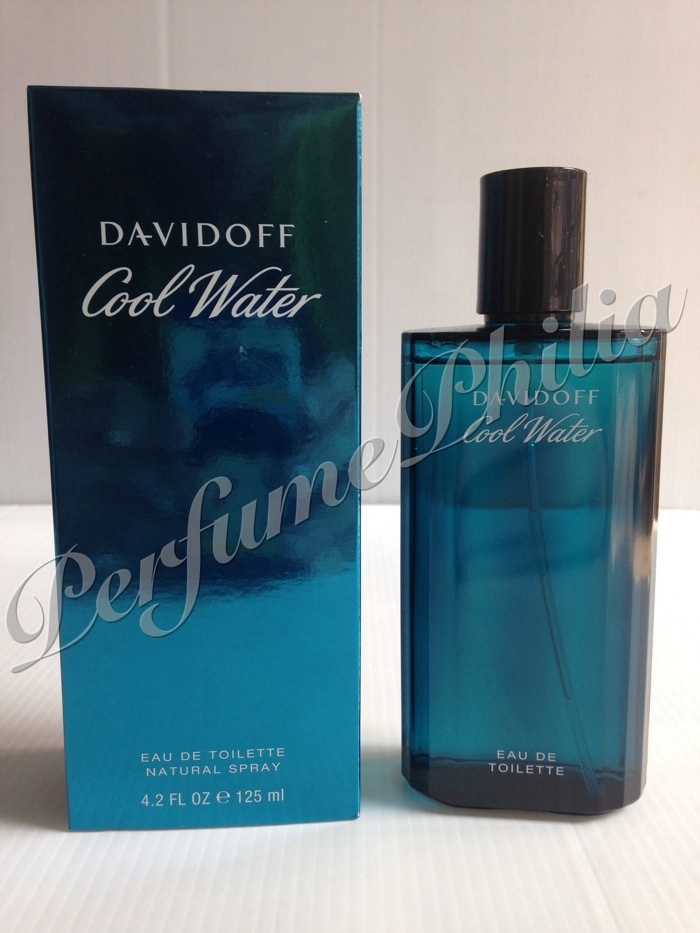 DAVIDOFF
Cool Water
EAU DE TOILETTE
NATURAL SPRAY
4.2 FL OZ ℮ 125 ml
DAVIDOFF
Cool Water
EAU DE
TOILETTE
PerfumePhilia